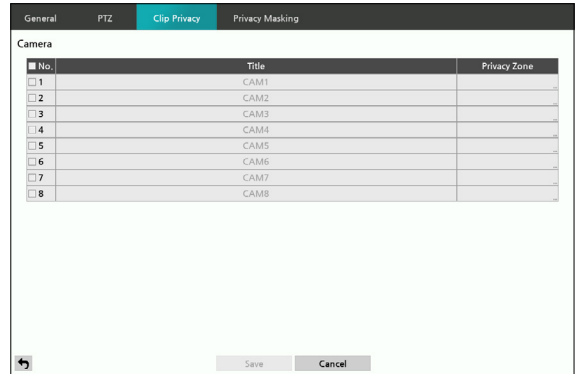 General PTZ Clip Privacy Privacy Masking
Camera
No. Title Privacy Zone
1 CAM1 ...
2 CAM2 ...
3 CAM3 ...
4 CAM4 ...
5 CAM5 ...
6 CAM6 ...
7 CAM7 ...
8 CAM8 ...
Save Cancel